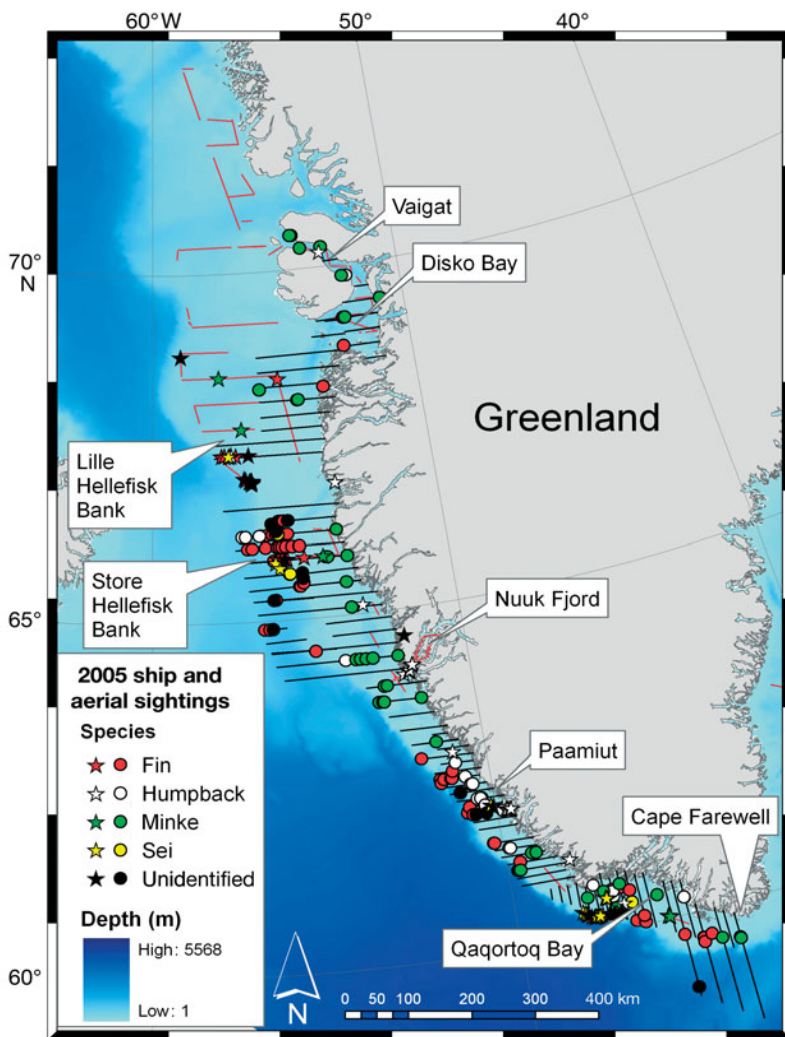 60°W
50°
40°
Vaigat
70°
N
Disko Bay
Greenland
Lille
Hellefisk
Bank
Store
Hellefisk
Bank
Nuuk Fjord
65°
2005 ship and
aerial sightings
Species
Fin
Humpback
Minke
Sei
Unidentified
Paamiut
Cape Farewell
Depth (m)
High: 5568
Low: 1
Qaqortoq Bay
60°
N
0 50 100 200 300 400 km